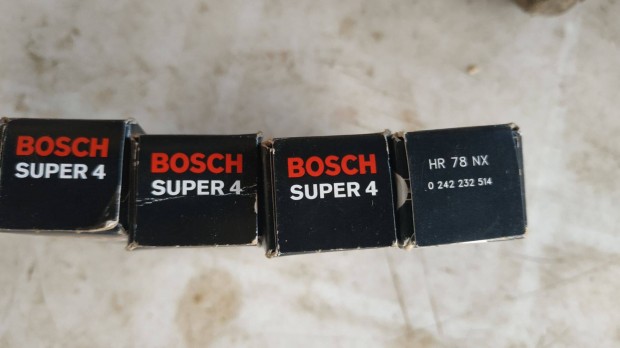 BOSCH
SUPER 4
BOSCH
SUPER 4
BOSCH
SUPER 4
HR 78 NX
0 242 232 514